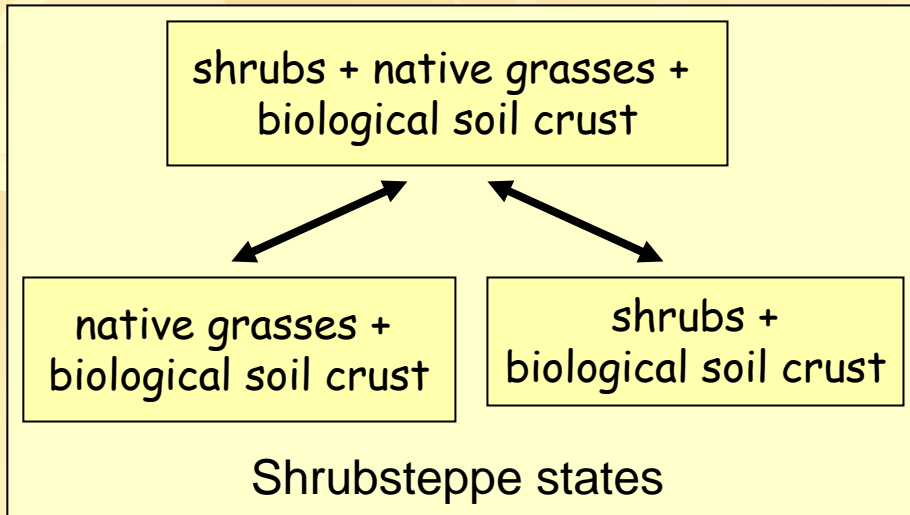 shrubs + native grasses +
biological soil crust
native grasses +
biological soil crust
shrubs +
biological soil crust
Shrubsteppe states